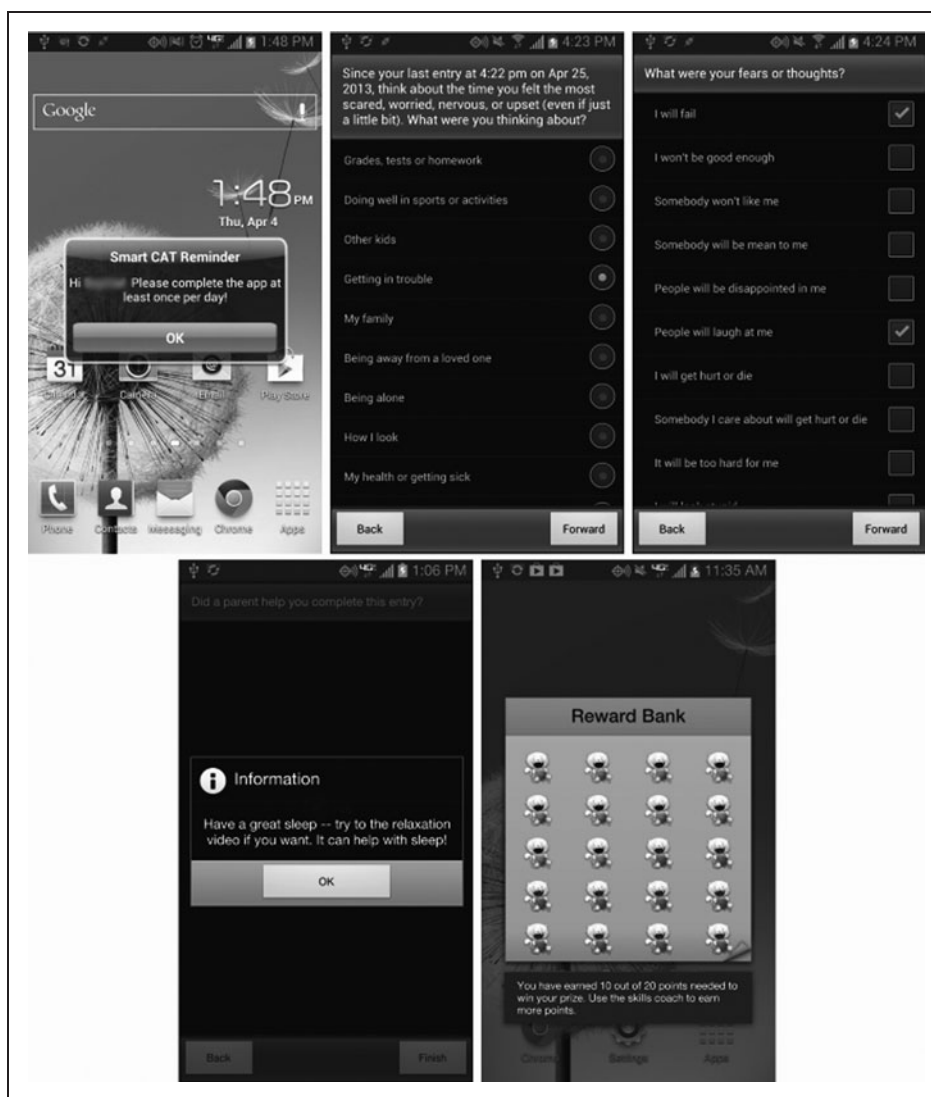 1:48 PM
Google
1:48 PM
Thu, Apr 4
Smart CAT Reminder
Hi Please complete the app at
least once per day!
OK
31
Calendar Camera Email Play Store
Phone Contacts Messaging Chrome Apps
4:23 PM
Since your last entry at 4:22 pm on Apr 25,
2013, think about the time you felt the most
scared, worried, nervous, or upset (even if just
a little bit). What were you thinking about?
Grades, tests or homework
Doing well in sports or activities
Other kids
Getting in trouble
My family
Being away from a loved one
Being alone
How I look
My health or getting sick
Back Forward
4:24 PM
What were your fears or thoughts?
I will fail
I won't be good enough
Somebody won't like me
Somebody will be mean to me
People will be disappointed in me
People will laugh at me
I will get hurt or die
Somebody I care about will get hurt or die
It will be too hard for me
Back Forward
4G 1:06 PM
Did a parent help you complete this entry?
Information
Have a great sleep -- try to the relaxation
video if you want. It can help with sleep!
OK
Back Finish
4G 11:35 AM
Reward Bank
You have earned 10 out of 20 points needed to
win your prize. Use the skills coach to earn
more points.
Chrome Settings Apps